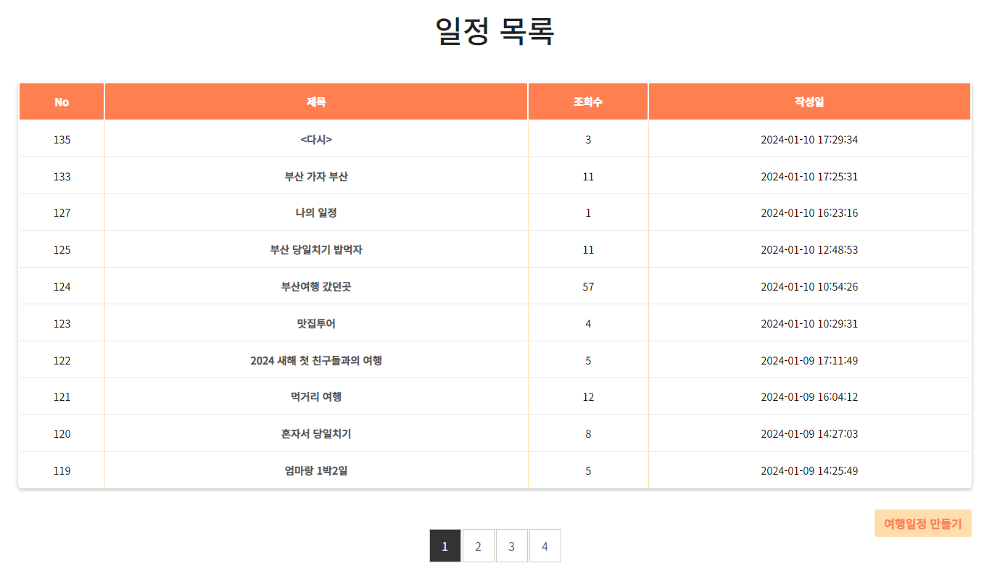 일정 목록
No 제목 조회수 작성일
135 <다시> 3 2024-01-10 17:29:34
133 부산 가자 부산 11 2024-01-10 17:25:31
127 나의 일정 1 2024-01-10 16:23:16
125 부산 당일치기 밥먹자 11 2024-01-10 12:48:53
124 부산여행 갔던곳 57 2024-01-10 10:54:26
123 맛집투어 4 2024-01-10 10:29:31
122 2024 새해 첫 친구들과의 여행 5 2024-01-09 17:11:49
121 먹거리 여행 12 2024-01-09 16:04:12
120 혼자서 당일치기 8 2024-01-09 14:27:03
119 엄마랑 1박2일 5 2024-01-09 14:25:49
여행일정 만들기
1 2 3 4